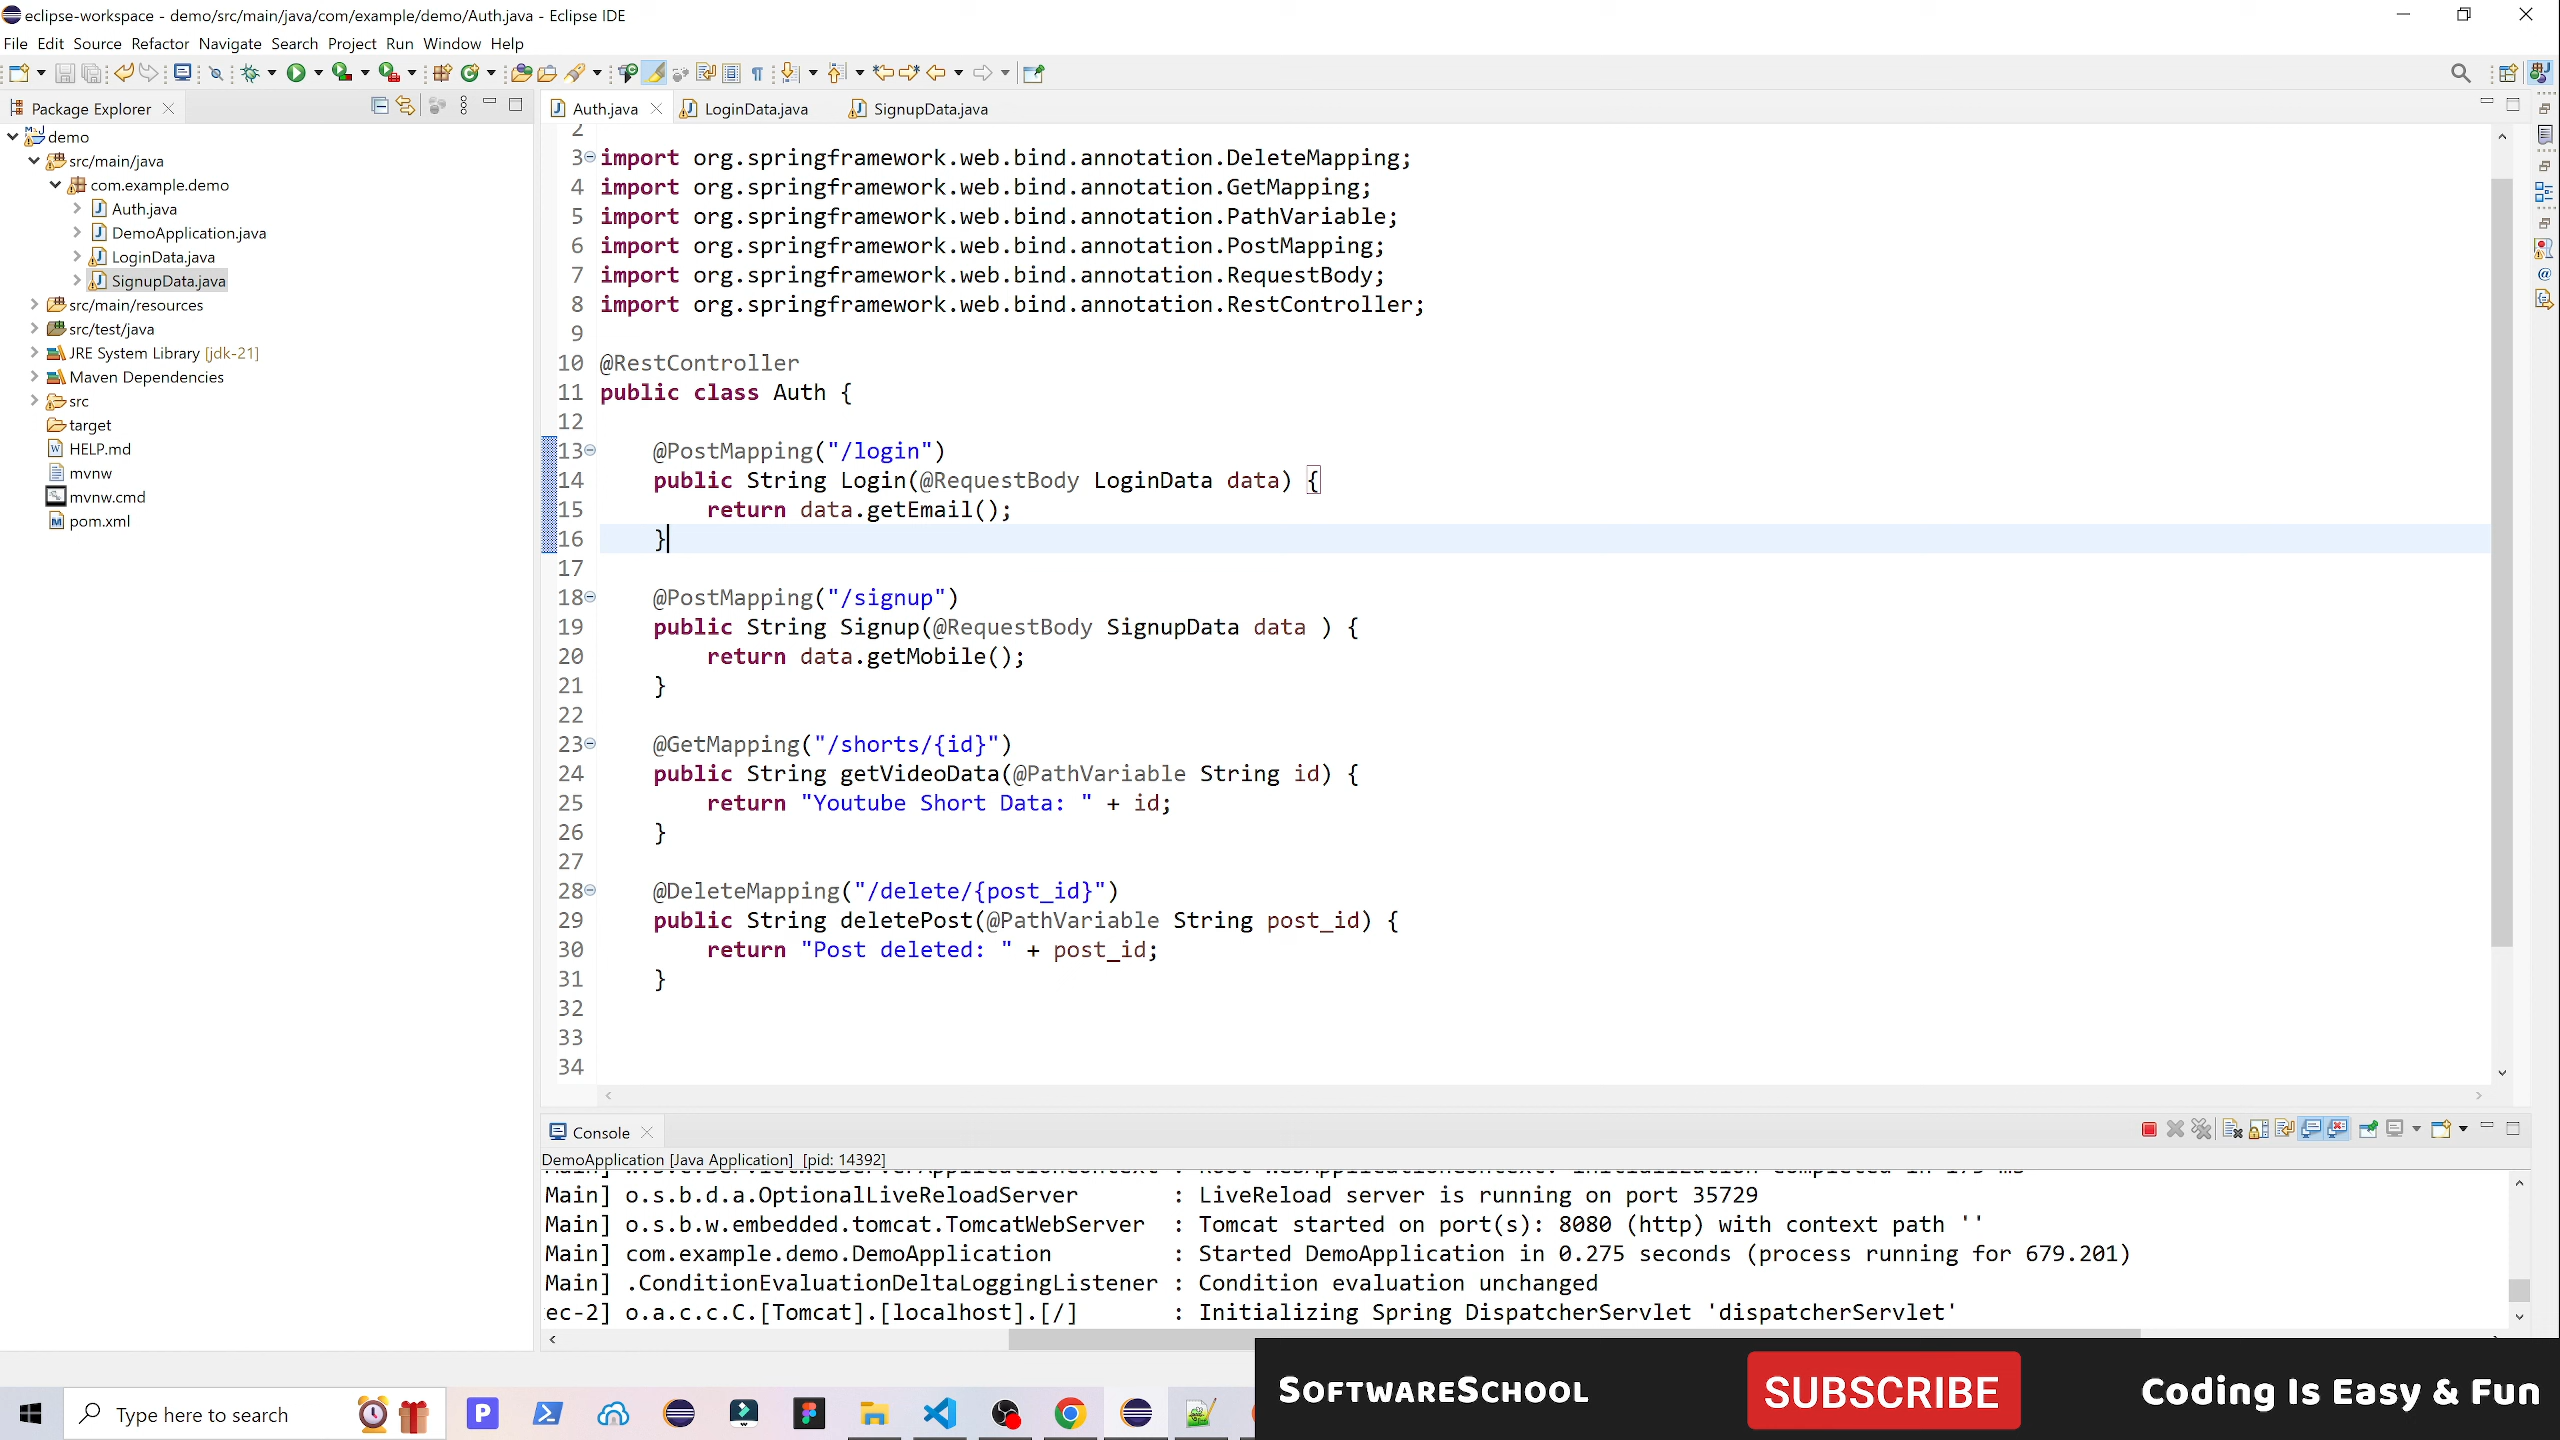 eclipse-workspace - demo/src/main/java/com/example/demo/Auth.java - Eclipse IDE
File Edit Source Refactor Navigate Search Project Run Window Help
Package Explorer
demo
src/main/java
com.example.demo
Auth.java
DemoApplication.java
LoginData.java
SignupData.java
src/main/resources
src/test/java
JRE System Library [jdk-21]
Maven Dependencies
src
target
HELP.md
mvnw
mvnw.cmd
pom.xml
Auth.java LoginData.java SignupData.java
2
3 import org.springframework.web.bind.annotation.DeleteMapping;
4 import org.springframework.web.bind.annotation.GetMapping;
5 import org.springframework.web.bind.annotation.PathVariable;
6 import org.springframework.web.bind.annotation.PostMapping;
7 import org.springframework.web.bind.annotation.RequestBody;
8 import org.springframework.web.bind.annotation.RestController;
9
10 @RestController
11 public class Auth {
12
13 @PostMapping("/login")
14 public String Login(@RequestBody LoginData data) {
15 return data.getEmail();
16 }
17
18 @PostMapping("/signup")
19 public String Signup(@RequestBody SignupData data ) {
20 return data.getMobile();
21 }
22
23 @GetMapping("/shorts/{id}")
24 public String getVideoData(@PathVariable String id) {
25 return "Youtube Short Data: " + id;
26 }
27
28 @DeleteMapping("/delete/{post_id}")
29 public String deletePost(@PathVariable String post_id) {
30 return "Post deleted: " + post_id;
31 }
32
33
34
Console
DemoApplication [Java Application] [pid: 14392]
Main] o.s.b.d.a.OptionalLiveReloadServer : LiveReload server is running on port 35729
Main] o.s.b.w.embedded.tomcat.TomcatWebServer : Tomcat started on port(s): 8080 (http) with context path ''
Main] com.example.demo.DemoApplication : Started DemoApplication in 0.275 seconds (process running for 679.201)
Main] .ConditionEvaluationDeltaLoggingListener : Condition evaluation unchanged
ec-2] o.a.c.c.C.[Tomcat].[localhost].[/] : Initializing Spring DispatcherServlet 'dispatcherServlet'
Type here to search
SOFTWARESCHOOL
SUBSCRIBE
Coding Is Easy & Fun